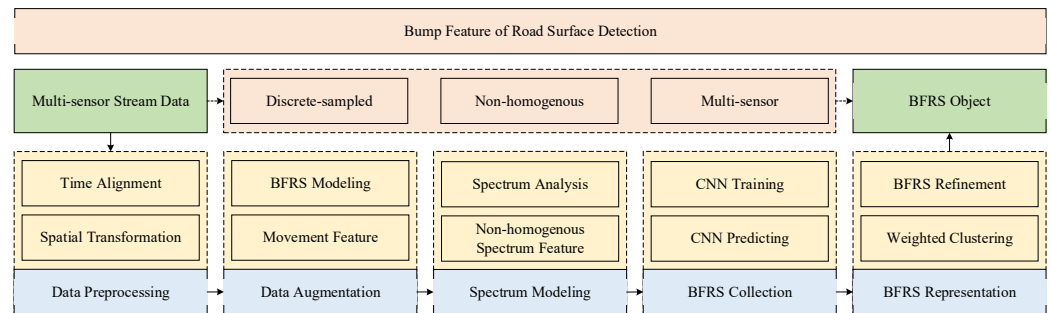 Bump Feature of Road Surface Detection
Multi-sensor Stream Data
Discrete-sampled
Non-homogenous
Multi-sensor
BFRS Object
Time Alignment
BFRS Modeling
Spectrum Analysis
CNN Training
BFRS Refinement
Spatial Transformation
Movement Feature
Non-homogenous
Spectrum Feature
CNN Predicting
Weighted Clustering
Data Preprocessing
Data Augmentation
Spectrum Modeling
BFRS Collection
BFRS Representation